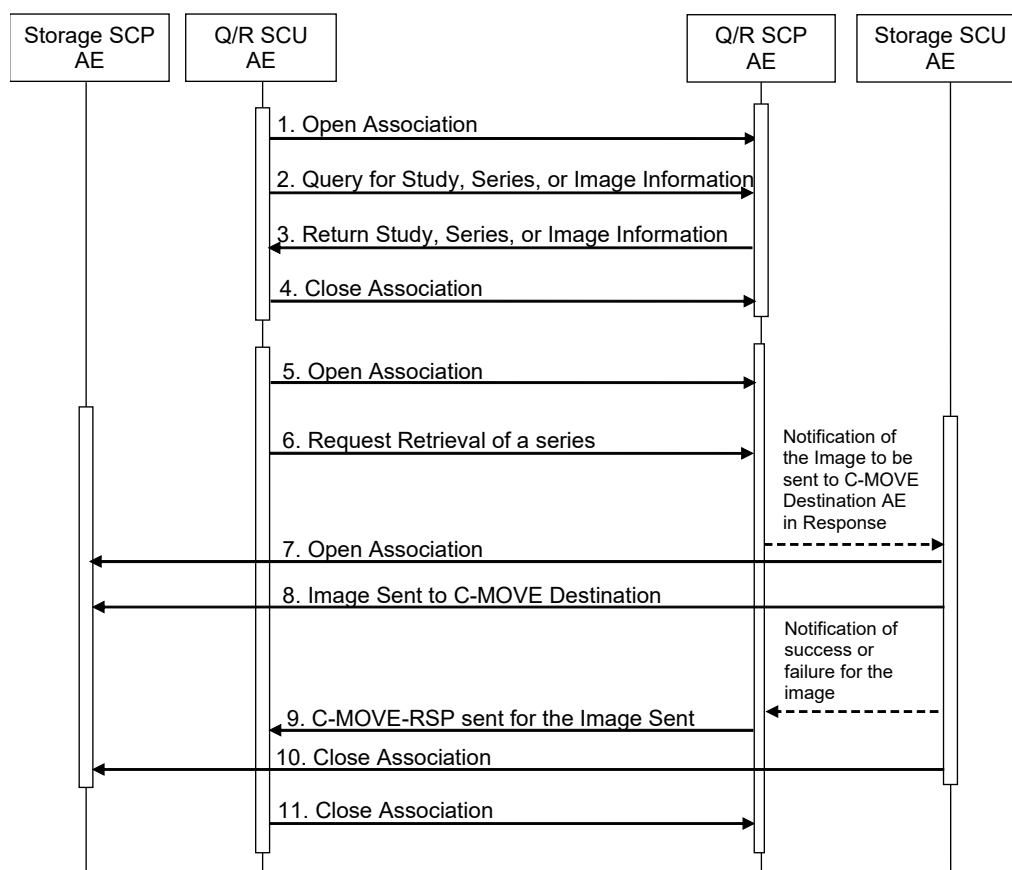 Storage SCP
AE
Q/R SCU
AE
Q/R SCP
AE
Storage SCU
AE
1. Open Association
2. Query for Study, Series, or Image Information
3. Return Study, Series, or Image Information
4. Close Association
5. Open Association
6. Request Retrieval of a series
Notification of
the Image to be
sent to C-MOVE
Destination AE
in Response
7. Open Association
8. Image Sent to C-MOVE Destination
Notification of
success or
failure for the
image
9. C-MOVE-RSP sent for the Image Sent
10. Close Association
11. Close Association